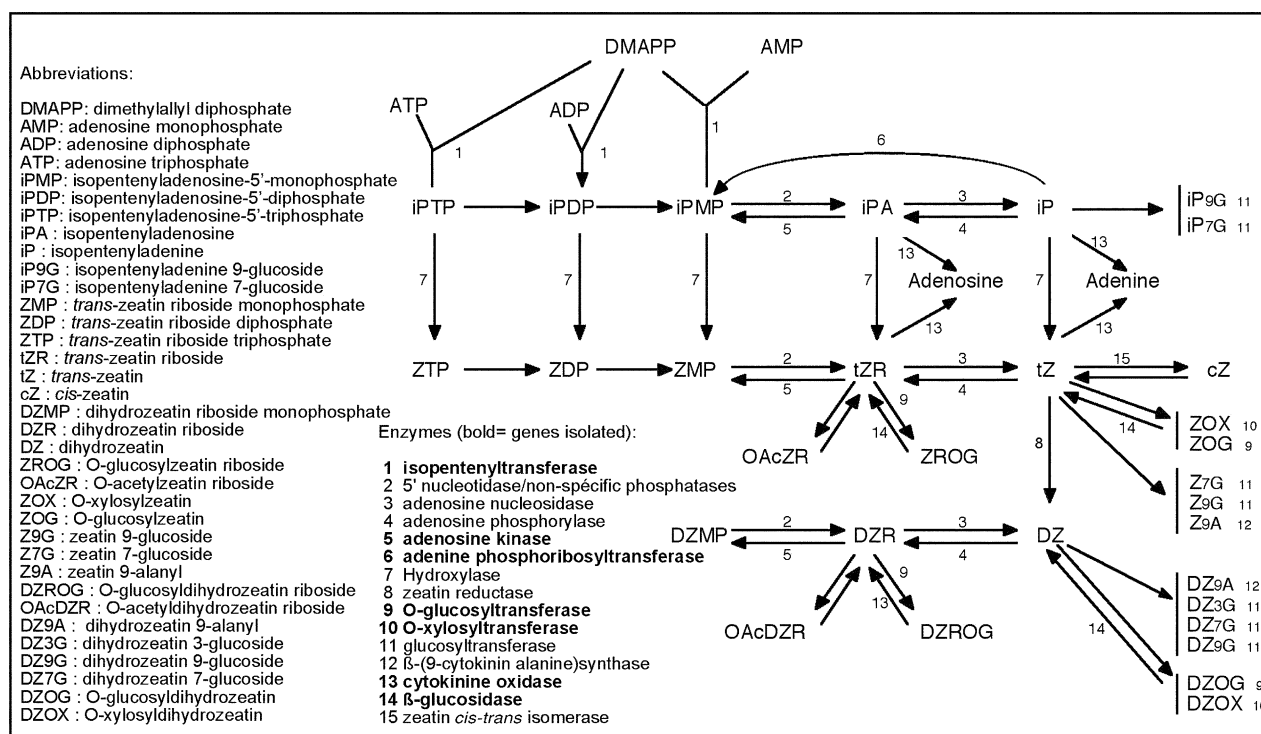 DMAPP AMP
Abbreviations:
DMAPP: dimethylallyl diphosphate
AMP: adenosine monophosphate
ADP: adenosine diphosphate
ATP: adenosine triphosphate
iPMP: isopentenyladenosine-5'-monophosphate
iPDP: isopentenyladenosine-5'-diphosphate
iPTP: isopentenyladenosine-5'-triphosphate
iPA : isopentenyladenosine
iP : isopentenyladenine
iP9G : isopentenyladenine 9-glucoside
iP7G : isopentenyladenine 7-glucoside
ZMP : trans-zeatin riboside monophosphate
ZDP : trans-zeatin riboside diphosphate
ZTP : trans-zeatin riboside triphosphate
tZR : trans-zeatin riboside
tZ : trans-zeatin
cZ : cis-zeatin
DZMP : dihydrozeatin riboside monophosphate
DZR : dihydrozeatin riboside
DZ : dihydrozeatin
ZROG : O-glucosylzeatin riboside
OAcZR : O-acetylzeatin riboside
ZOX : O-xylosylzeatin
ZOG : O-glucosylzeatin
Z9G : zeatin 9-glucoside
Z7G : zeatin 7-glucoside
Z9A : zeatin 9-alanyl
DZROG : O-glucosyldihydrozeatin riboside
OAcDZR : O-acetyldihydrozeatin riboside
DZ9A : dihydrozeatin 9-alanyl
DZ3G : dihydrozeatin 3-glucoside
DZ9G : dihydrozeatin 9-glucoside
DZ7G : dihydrozeatin 7-glucoside
DZOG : O-glucosyldihydrozeatin
DZOX : O-xylosyldihydrozeatin
ATP ADP
1 1 1 6
iPTP iPDP iPMP 2 5 iPA 3 4 iP iP9G 11
iP7G 11
13 13
7 7 7 7 7
Adenosine Adenine
13 13
ZTP ZDP ZMP 2 5 tZR 3 4 tZ 15 cZ
9 14 14
ZOX 10
ZOG 9
OAcZR ZROG 8
Z7G 11
Z9G 11
Z9A 12
DZMP 2 5 DZR 3 4 DZ
9 13
DZ9A 12
DZ3G 11
DZ7G 11
DZ9G 11
OAcDZR DZROG 14
DZOG 9
DZOX
Enzymes (bold= genes isolated):
1 isopentenyltransferase
2 5' nucleotidase/non-spécific phosphatases
3 adenosine nucleosidase
4 adenosine phosphorylase
5 adenosine kinase
6 adenine phosphoribosyltransferase
7 Hydroxylase
8 zeatin reductase
9 O-glucosyltransferase
10 O-xylosyltransferase
11 glucosyltransferase
12 ß-(9-cytokinin alanine)synthase
13 cytokinine oxidase
14 ß-glucosidase
15 zeatin cis-trans isomerase